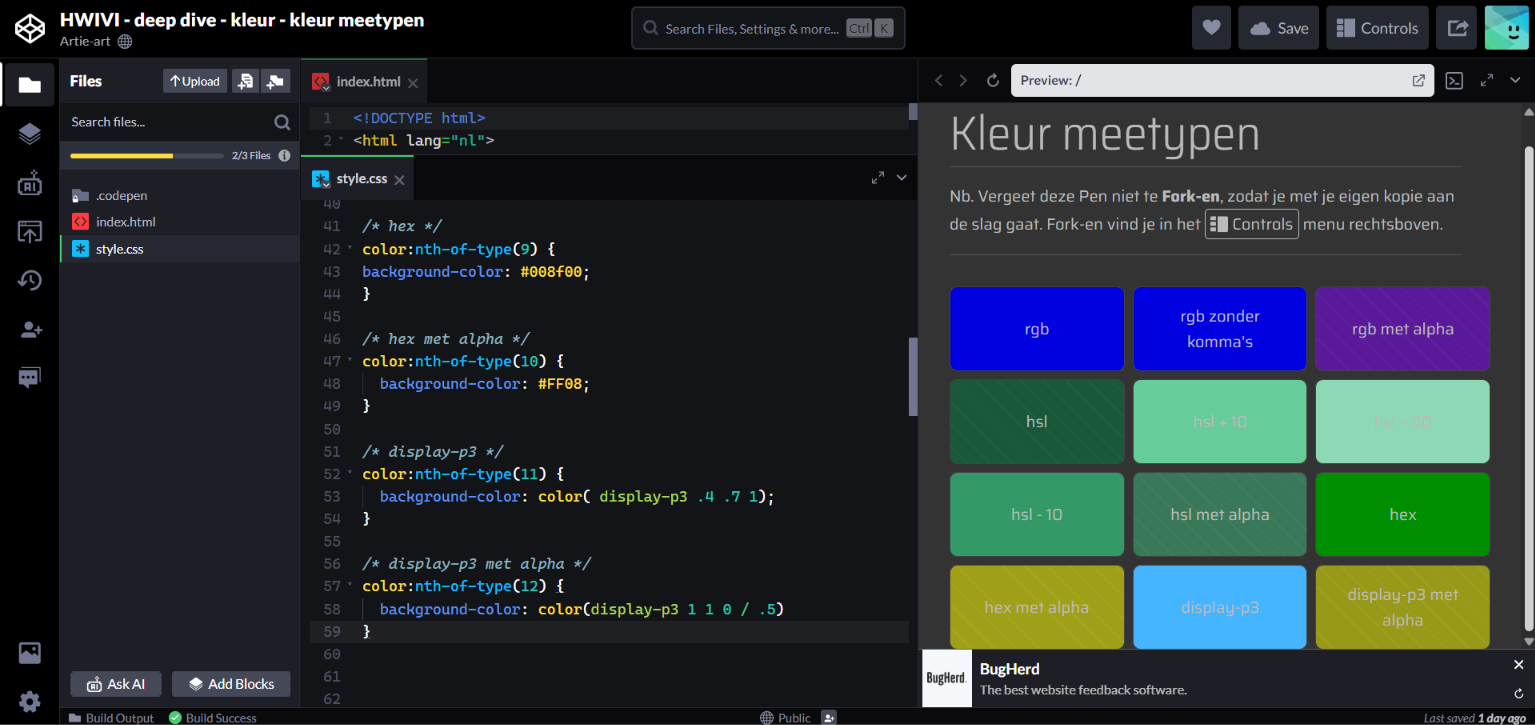 HWIVI - deep dive - kleur - kleur meetypen
Artie-art
Search Files, Settings & more... Ctrl K
Save
Controls
Files
Upload
Search files...
2/3 Files
.codepen
index.html
style.css
Ask AI
Add Blocks
index.html
1 <!DOCTYPE html>
2 <html lang="nl">
style.css
40
41 /* hex */
42 color:nth-of-type(9) {
43 background-color: #008f00;
44 }
45
46 /* hex met alpha */
47 color:nth-of-type(10) {
48 background-color: #FF08;
49 }
50
51 /* display-p3 */
52 color:nth-of-type(11) {
53 background-color: color( display-p3 .4 .7 1);
54 }
55
56 /* display-p3 met alpha */
57 color:nth-of-type(12) {
58 background-color: color(display-p3 1 1 0 / .5)
59 }
60
61
62
Preview: /
Kleur meetypen
Nb. Vergeet deze Pen niet te Fork-en, zodat je met je eigen kopie aan
de slag gaat. Fork-en vind je in het Controls menu rechtsboven.
rgb
rgb zonder
komma's
rgb met alpha
hsl
hsl + 10
hsl + 20
hsl - 10
hsl met alpha
hex
hex met alpha
display-p3
display-p3 met
alpha
BugHerd.
BugHerd
The best website feedback software.
Build Output
Build Success
Public
Last saved 1 day ago